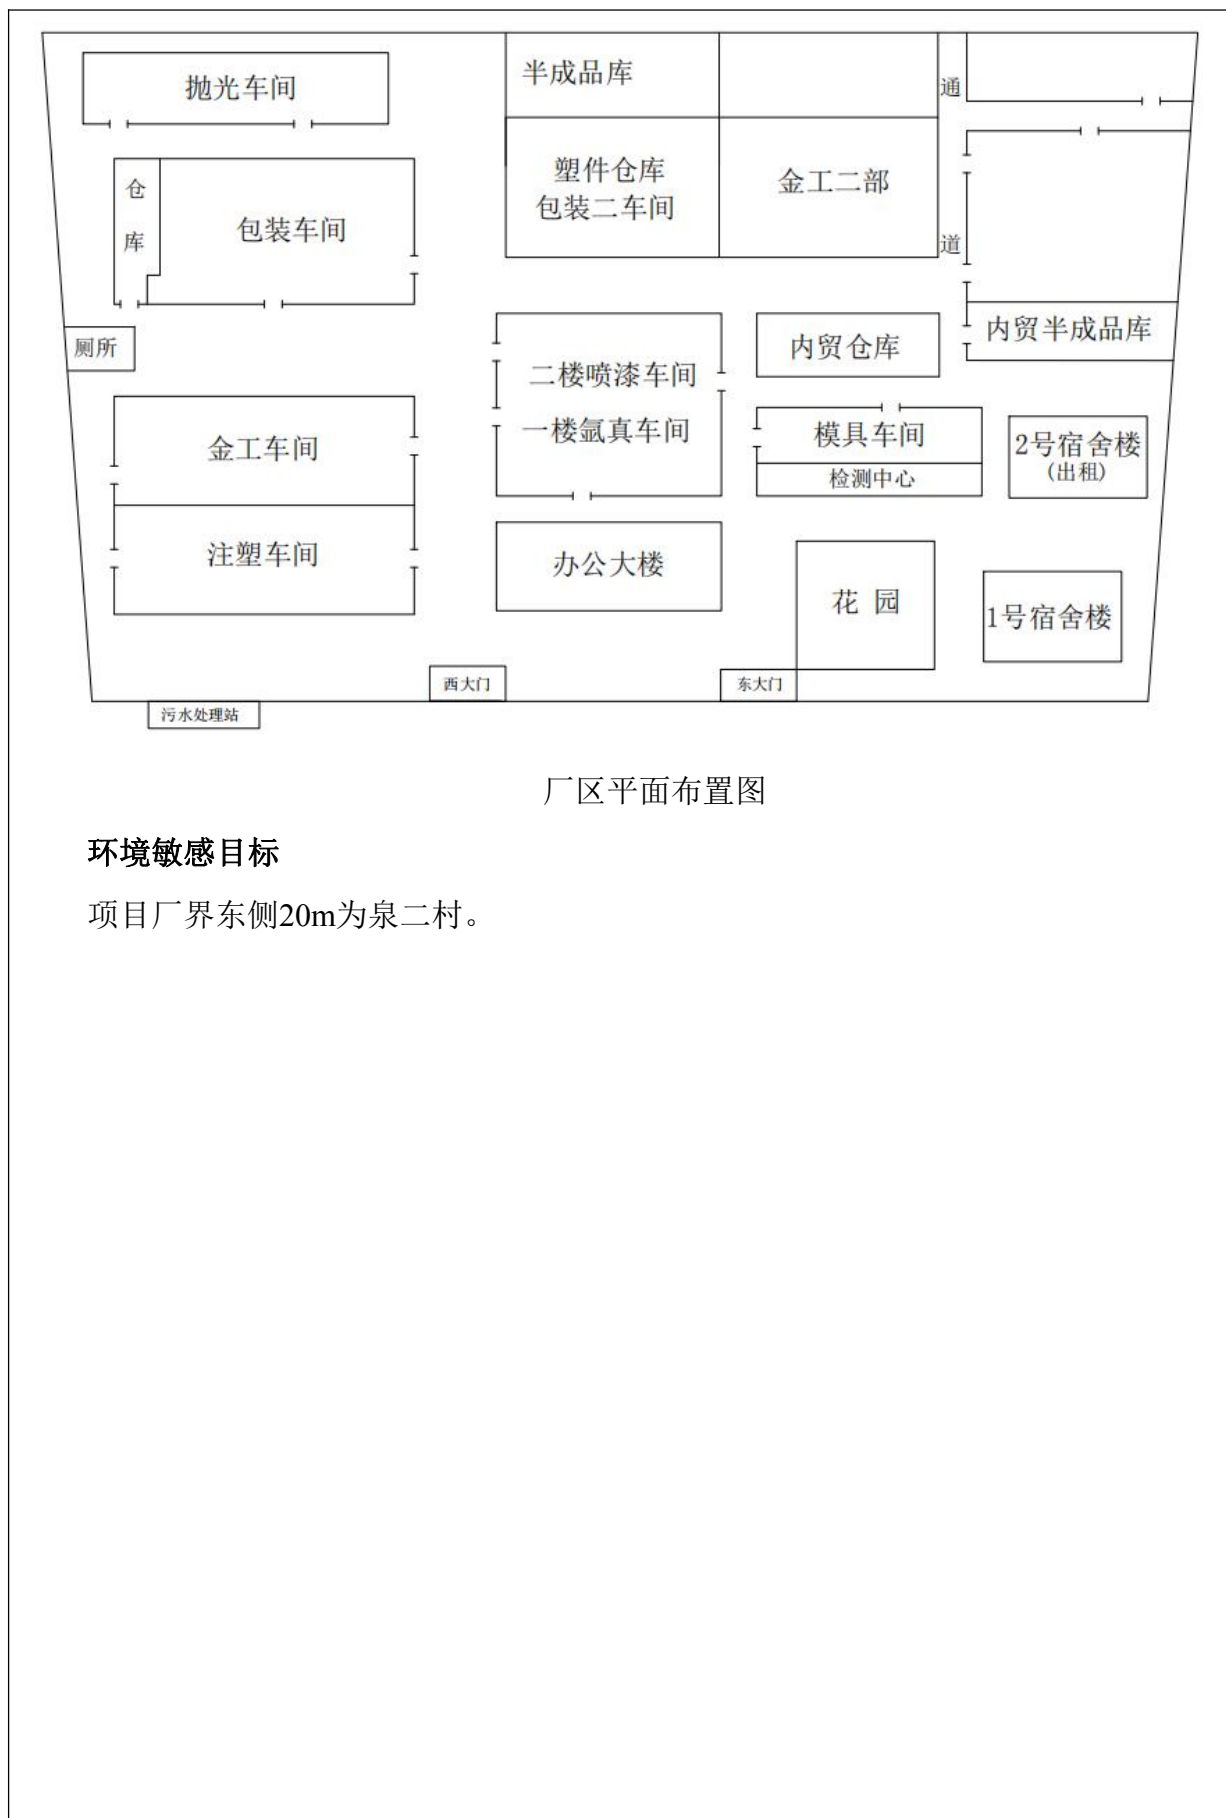 抛光车间
半成品库
通
道
仓
库
包装车间
塑件仓库
包装二车间
金工二部
厕所
二楼喷漆车间
一楼氩真车间
内贸仓库
内贸半成品库
金工车间
模具车间
检测中心
2号宿舍楼
(出租)
注塑车间
办公大楼
花 园
1号宿舍楼
西大门
东大门
污水处理站
厂区平面布置图
环境敏感目标
项目厂界东侧20m为泉二村。